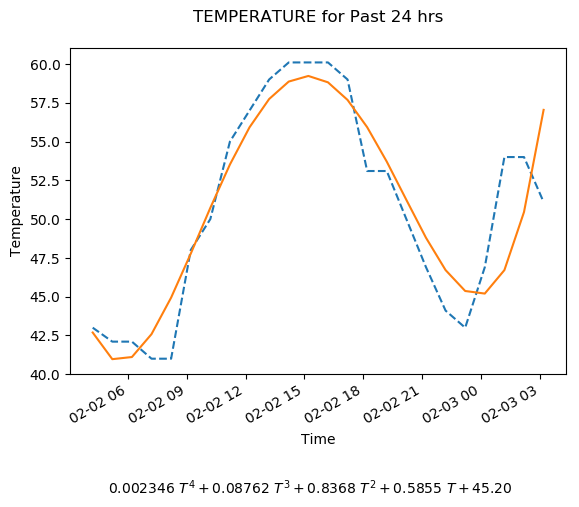 TEMPERATURE for Past 24 hrs
60.0
57.5
55.0
52.5
50.0
47.5
45.0
42.5
40.0
Temperature
02-02 06 02-02 09 02-02 12 02-02 15 02-02 18 02-02 21 02-03 00 02-03 03
Time
0.002346 T⁴ + 0.08762 T³ + 0.8368 T² + 0.5855 T + 45.20